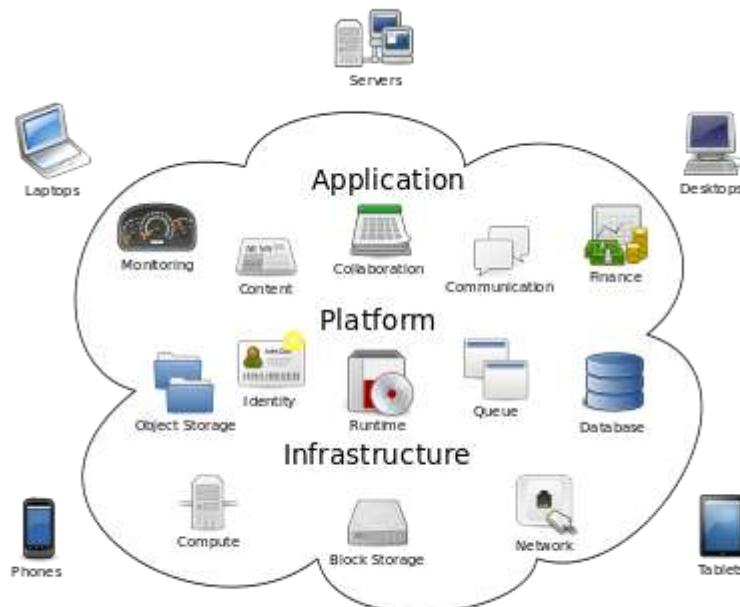 Servers
Laptops
Desktops
Application
Monitoring
Content
Collaboration
Communication
Finance
Platform
Object Storage
Identity
Runtime
Queue
Database
Infrastructure
Compute
Block Storage
Network
Phones
Tablets